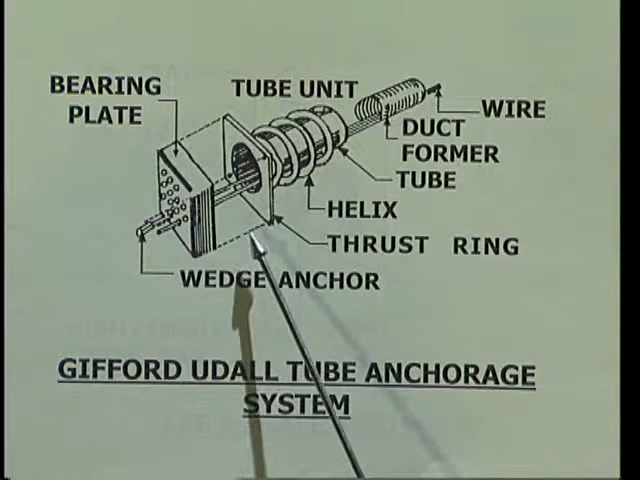 BEARING
PLATE
TUBE UNIT
WIRE
DUCT
FORMER
TUBE
HELIX
THRUST RING
WEDGE ANCHOR
GIFFORD UDALL TUBE ANCHORAGE
SYSTEM